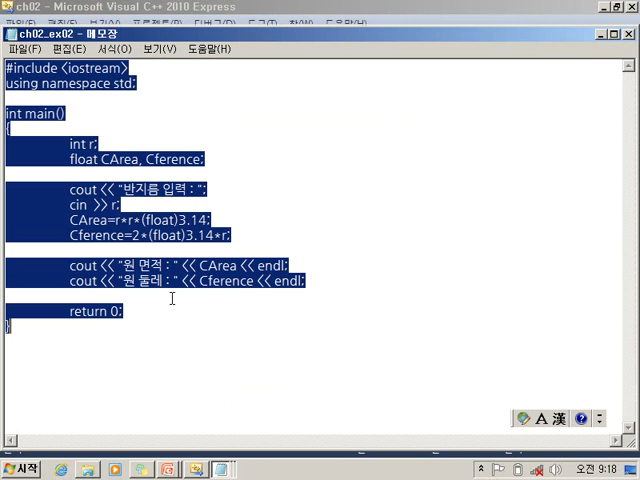 ch02 – Microsoft Visual C++ 2010 Express
ch02_ex02 - 메모장
파일(F) 편집(E) 서식(O) 보기(V) 도움말(H)
#include <iostream>
using namespace std;
int main()
{
int r;
float CArea, Cference;
cout << "반지름 입력 : ";
cin >> r;
CArea=r*r*(float)3.14;
Cference=2*(float)3.14*r;
cout << "원 면적 : " << CArea << endl;
cout << "원 둘레 : " << Cference << endl;
return 0;
}
A 漢
시작
오전 9:18